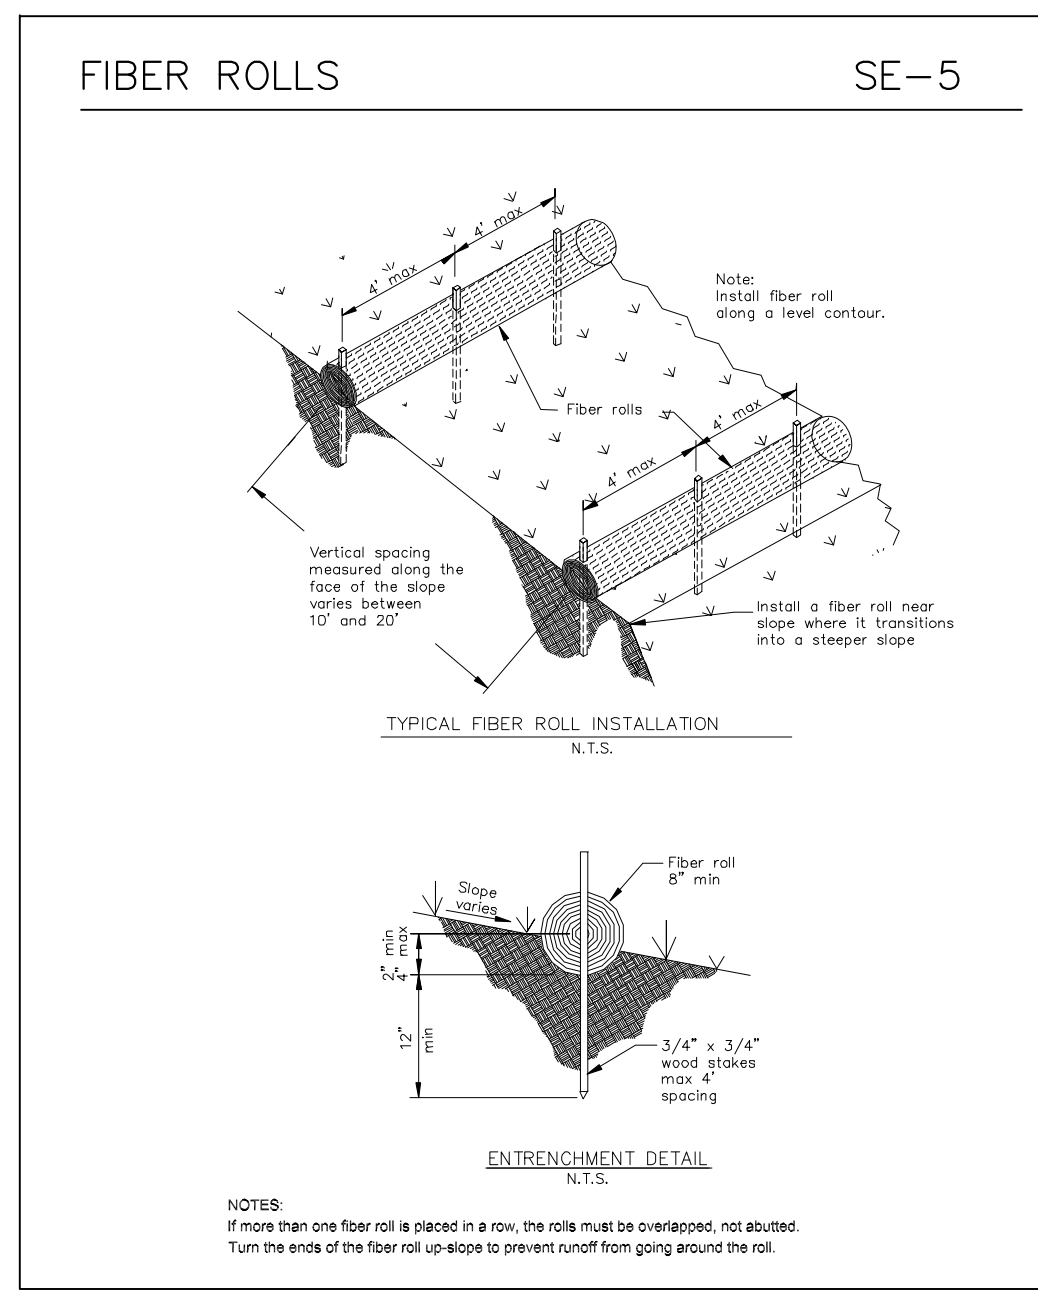 FIBER ROLLS
SE-5
4' max
4' max
Note:
Install fiber roll
along a level contour.
Fiber rolls
4' max
4' max
Vertical spacing
measured along the
face of the slope
varies between
10' and 20'
Install a fiber roll near
slope where it transitions
into a steeper slope
TYPICAL FIBER ROLL INSTALLATION
N.T.S.
Fiber roll
8" min
Slope
varies
2" min
4" max
12"
min
3/4" x 3/4"
wood stakes
max 4'
spacing
ENTRENCHMENT DETAIL
N.T.S.
NOTES:
If more than one fiber roll is placed in a row, the rolls must be overlapped, not abutted.
Turn the ends of the fiber roll up-slope to prevent runoff from going around the roll.